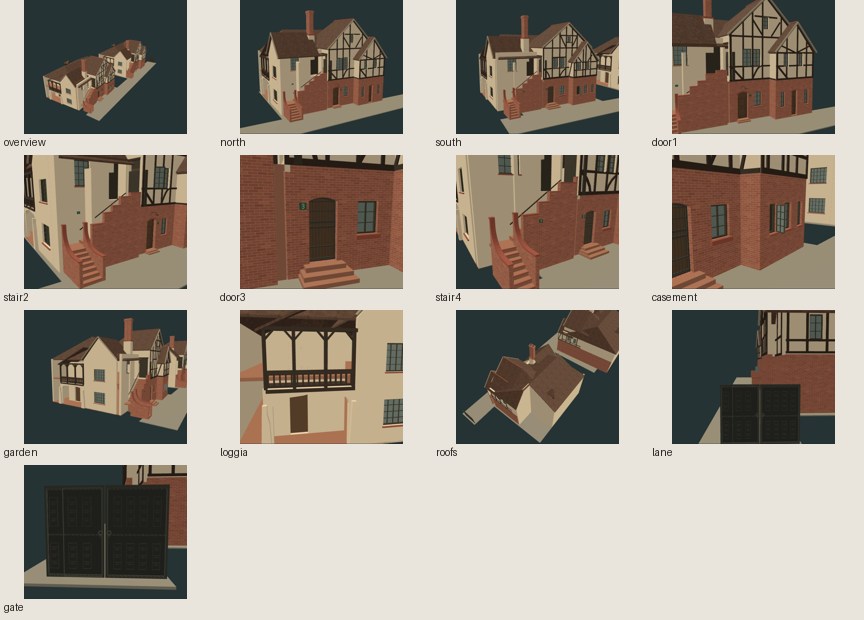 overview
north
south
door1
stair2
door3
stair4
casement
garden
loggia
roofs
lane
gate